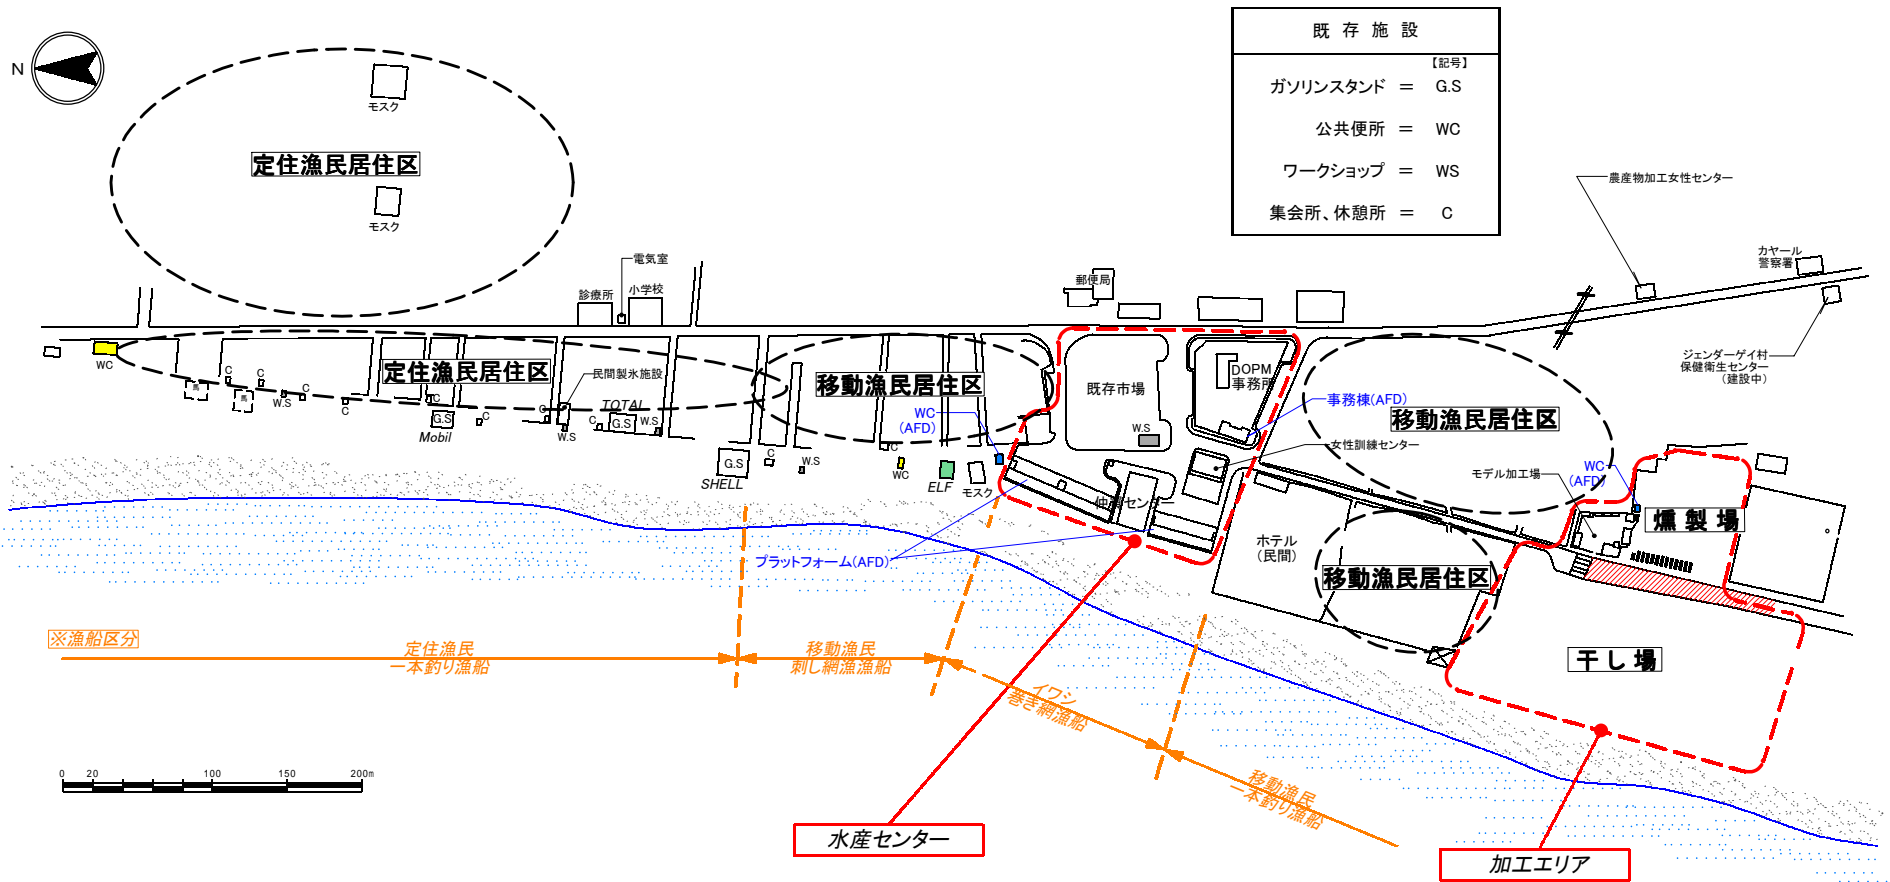 N
既存施設
【記号】
ガソリンスタンド ＝ G.S
公共便所 ＝ WC
ワークショップ ＝ WS
集会所、休憩所 ＝ C
モスク
定住漁民居住区
モスク
農産物加工女性センター
カヤール
警察署
ジェンダーゲイ村
保健衛生センター
（建設中）
電気室
診療所
小学校
郵便局
WC
定住漁民居住区
民間製氷施設
馬
馬
C
C
W.S
C
C
C
G.S
Mobil
C
C
W.S
C
TOTAL
G.S
W.S
移動漁民居住区
WC
(AFD)
G.S
SHELL
C
W.S
C
WC
ELF
モスク
既存市場
W.S
DOPM
事務所
事務棟(AFD)
女性訓練センター
移動漁民居住区
モデル加工場
WC
(AFD)
燻製場
プラットフォーム(AFD)
ホテル
（民間）
移動漁民居住区
干し場
※漁船区分
定住漁民
一本釣り漁船
移動漁民
刺し網漁漁船
イワシ
巻き網漁船
移動漁民
一本釣り漁船
0 20 100 150 200m
水産センター
加工エリア